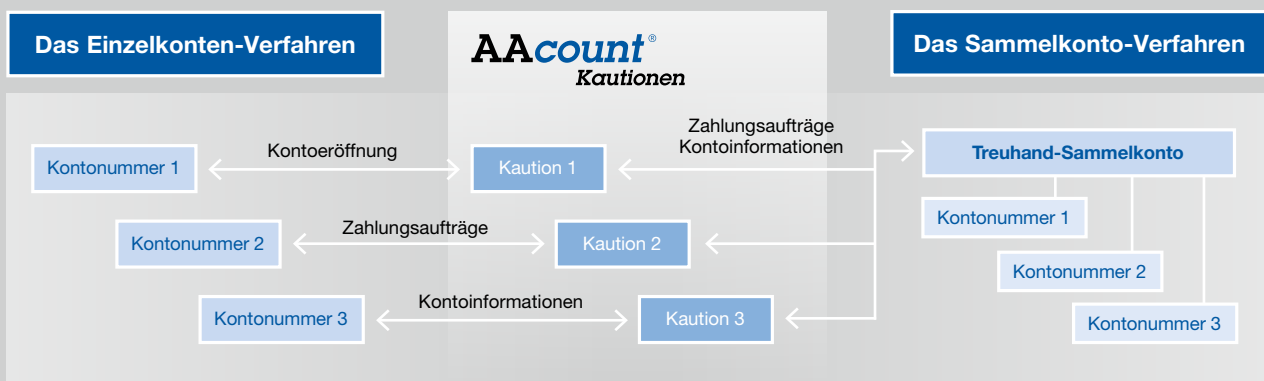 Das Einzelkonten-Verfahren
AAcount®
Kautionen
Das Sammelkonto-Verfahren
Kontonummer 1
Kontoeröffnung
Kaution 1
Zahlungsaufträge
Kontoinformationen
Treuhand-Sammelkonto
Kontonummer 1
Kontonummer 2
Zahlungsaufträge
Kaution 2
Kontonummer 2
Kontonummer 3
Kontoinformationen
Kaution 3
Kontonummer 3